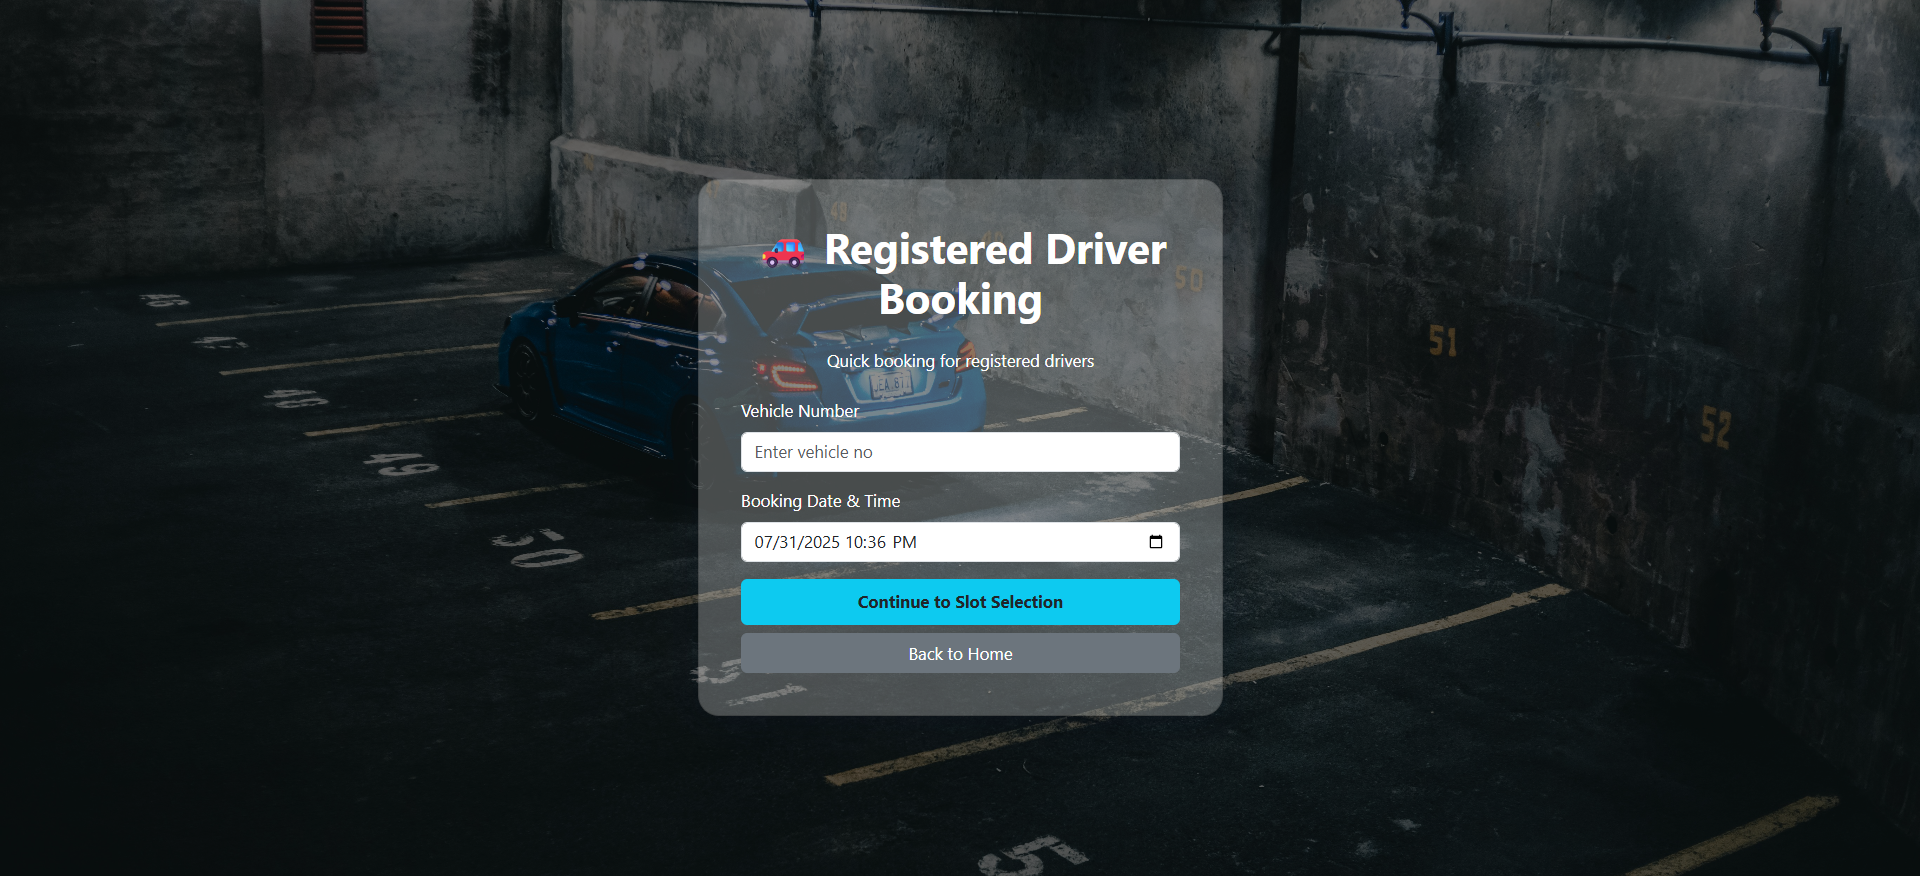 Registered Driver
Booking
Quick booking for registered drivers
Vehicle Number
Enter vehicle no
Booking Date & Time
07/31/2025 10:36 PM
Continue to Slot Selection
Back to Home
48
50
51
52
46
47
48
49
50